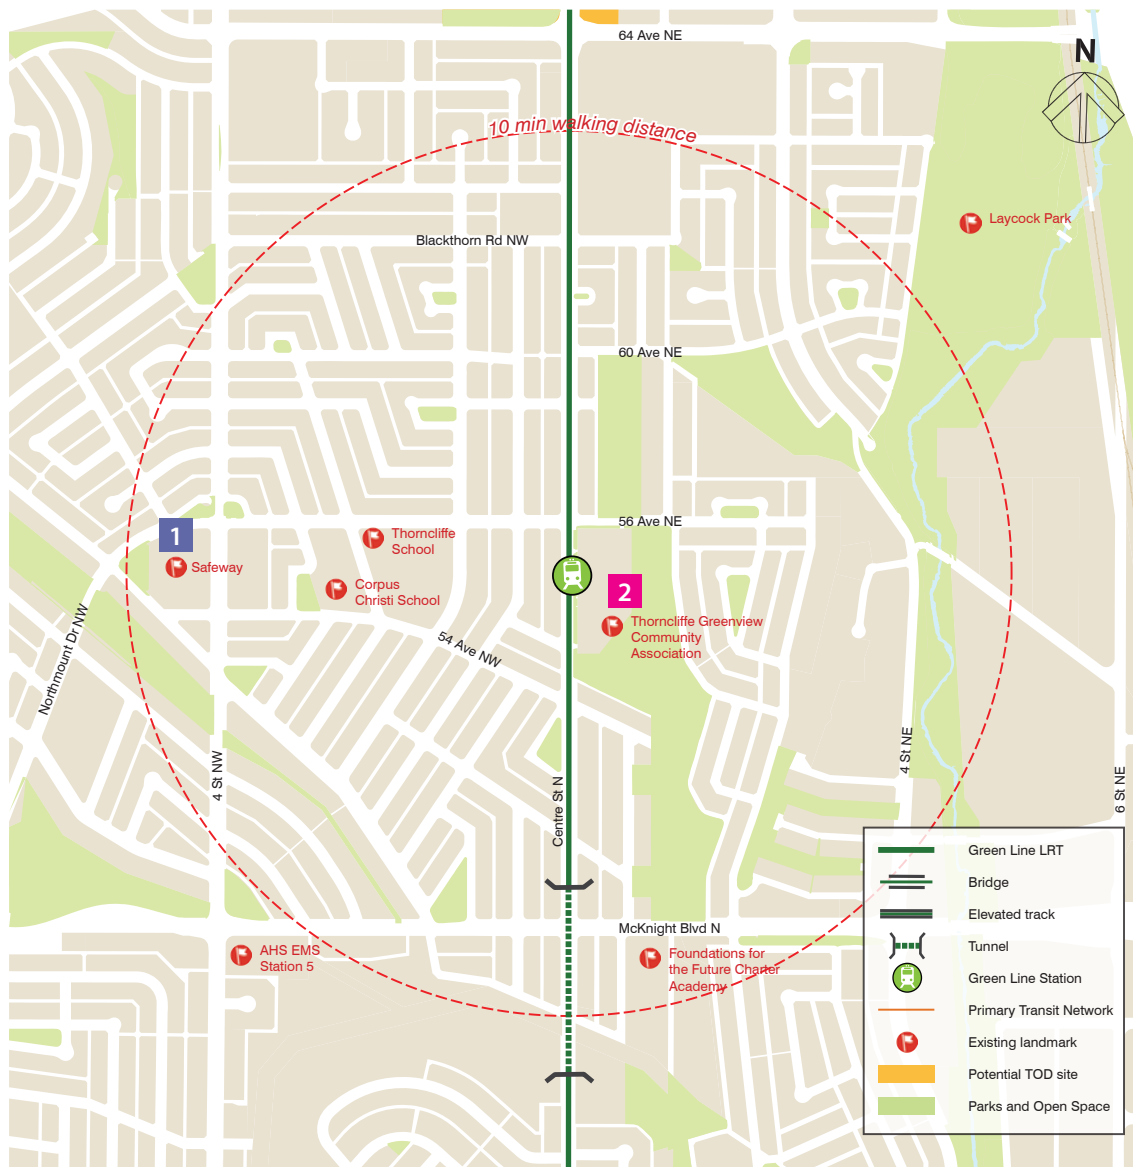 64 Ave NE
N
10 min walking distance
Laycock Park
Blackthorn Rd NW
60 Ave NE
56 Ave NE
1
Safeway
Thorncliffe
School
Corpus
Christi School
2
Thorncliffe Greenview
Community
Association
54 Ave NW
Northmount Dr NW
4 St NW
Centre St N
4 St NE
6 St NE
McKnight Blvd N
AHS EMS
Station 5
Foundations for
the Future Charter
Academy
Green Line LRT
Bridge
Elevated track
Tunnel
Green Line Station
Primary Transit Network
Existing landmark
Potential TOD site
Parks and Open Space